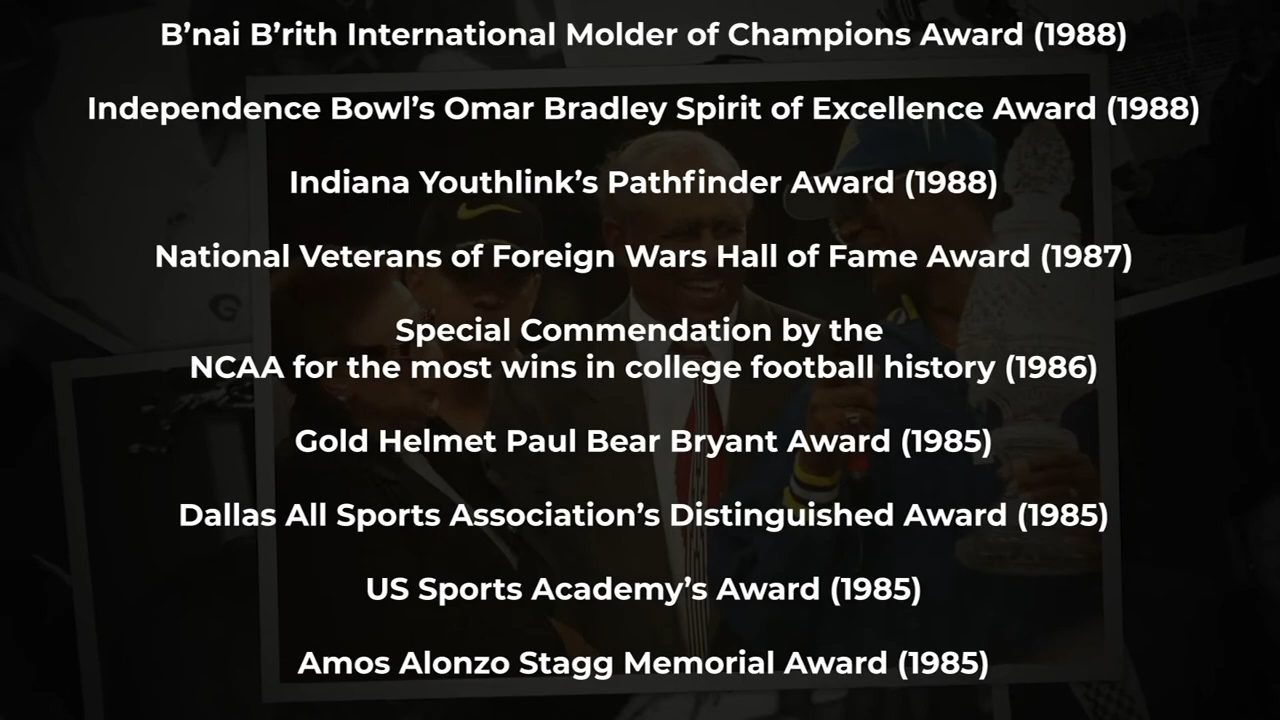 B’nai B’rith International Molder of Champions Award (1988)
Independence Bowl’s Omar Bradley Spirit of Excellence Award (1988)
Indiana Youthlink’s Pathfinder Award (1988)
National Veterans of Foreign Wars Hall of Fame Award (1987)
Special Commendation by the
NCAA for the most wins in college football history (1986)
Gold Helmet Paul Bear Bryant Award (1985)
Dallas All Sports Association’s Distinguished Award (1985)
US Sports Academy’s Award (1985)
Amos Alonzo Stagg Memorial Award (1985)